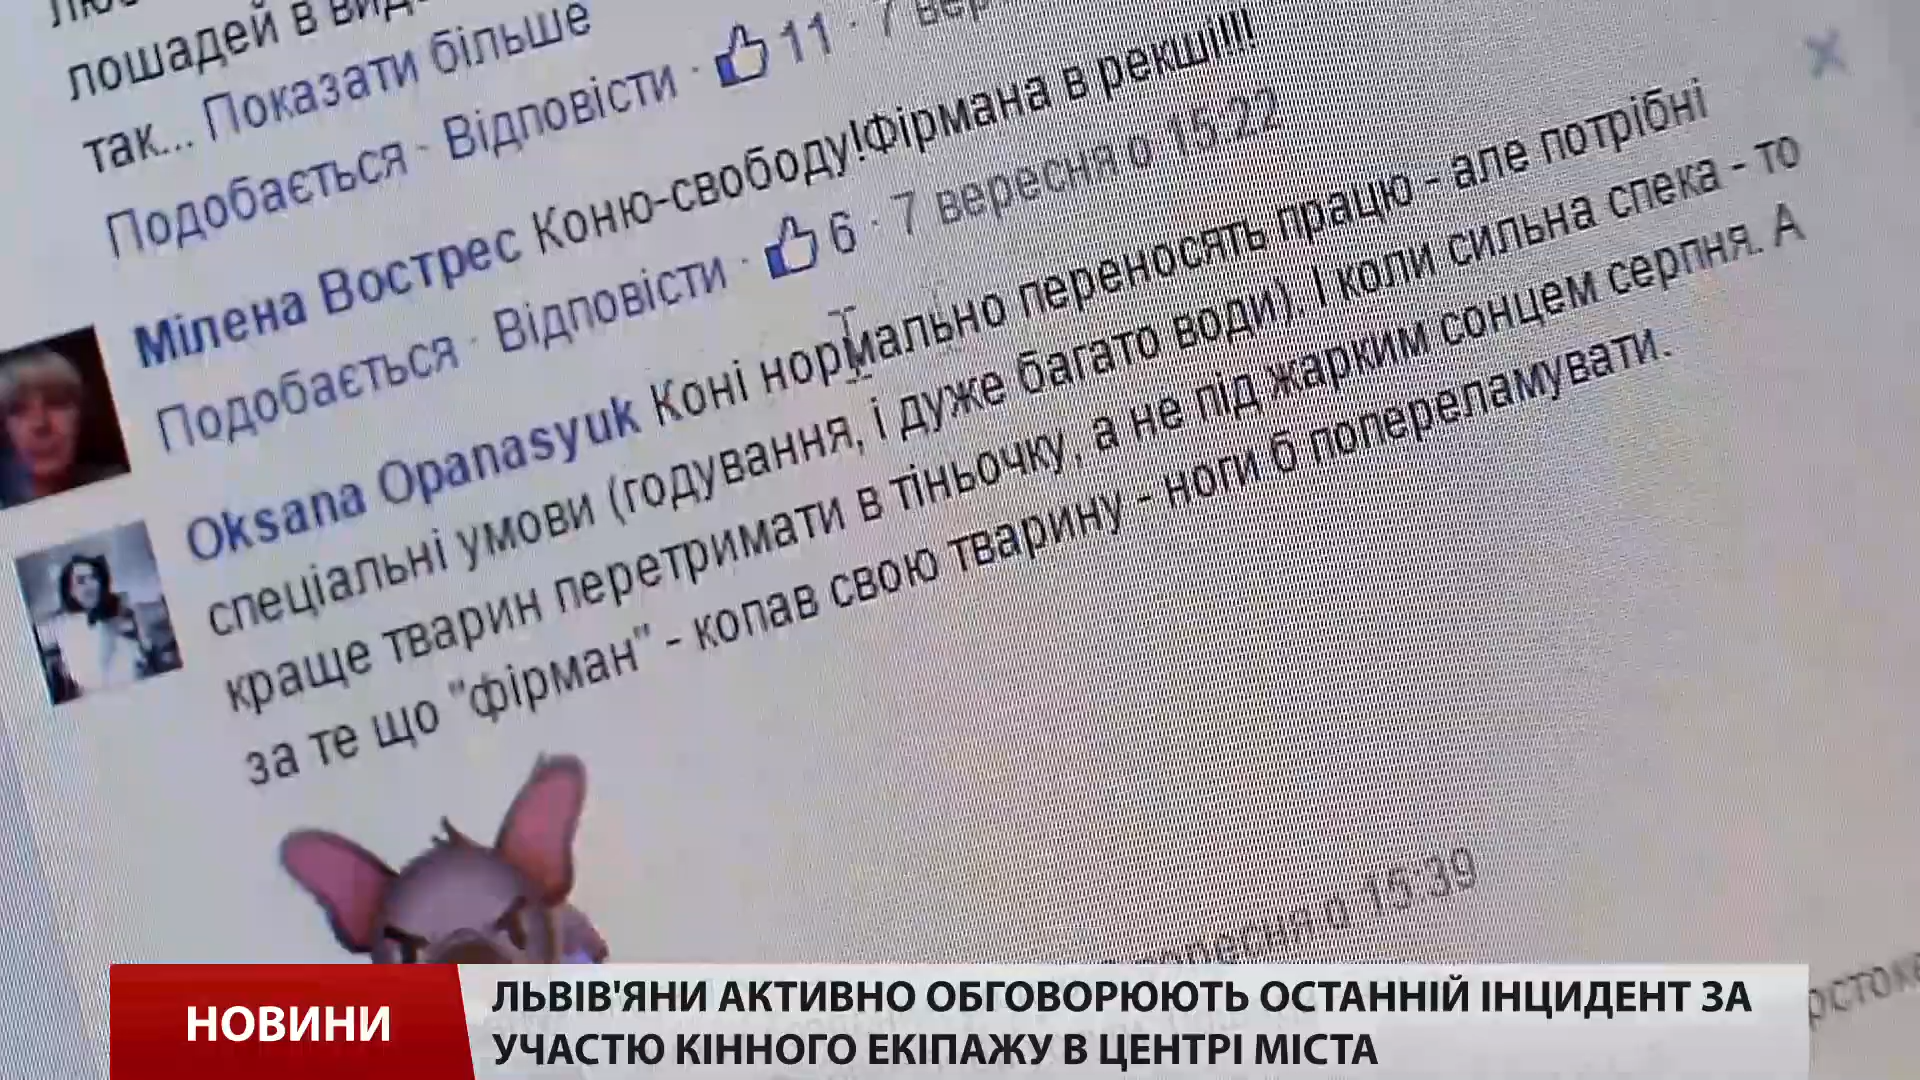 лошадей в
так... Показати більше
Подобається · Відповісти · 11 · 7
Мілена Вострес Коню-свободу!Фірмана в рекші!!!!
Подобається · Відповісти · 6 · 7 вересня о 15:22
Oksana Opanasyuk Коні нормально переносять працю - але потрібні
спеціальні умови (годування, і дуже багато води). І коли сильна спека - то
краще тварин перетримати в тіньочку, а не під жарким сонцем серпня. А
за те що "фірман" - копав свою тварину - ноги б попереламувати.
о 15:39
НОВИНИ
ЛЬВІВ'ЯНИ АКТИВНО ОБГОВОРЮЮТЬ ОСТАННІЙ ІНЦИДЕНТ ЗА
УЧАСТЮ КІННОГО ЕКІПАЖУ В ЦЕНТРІ МІСТА